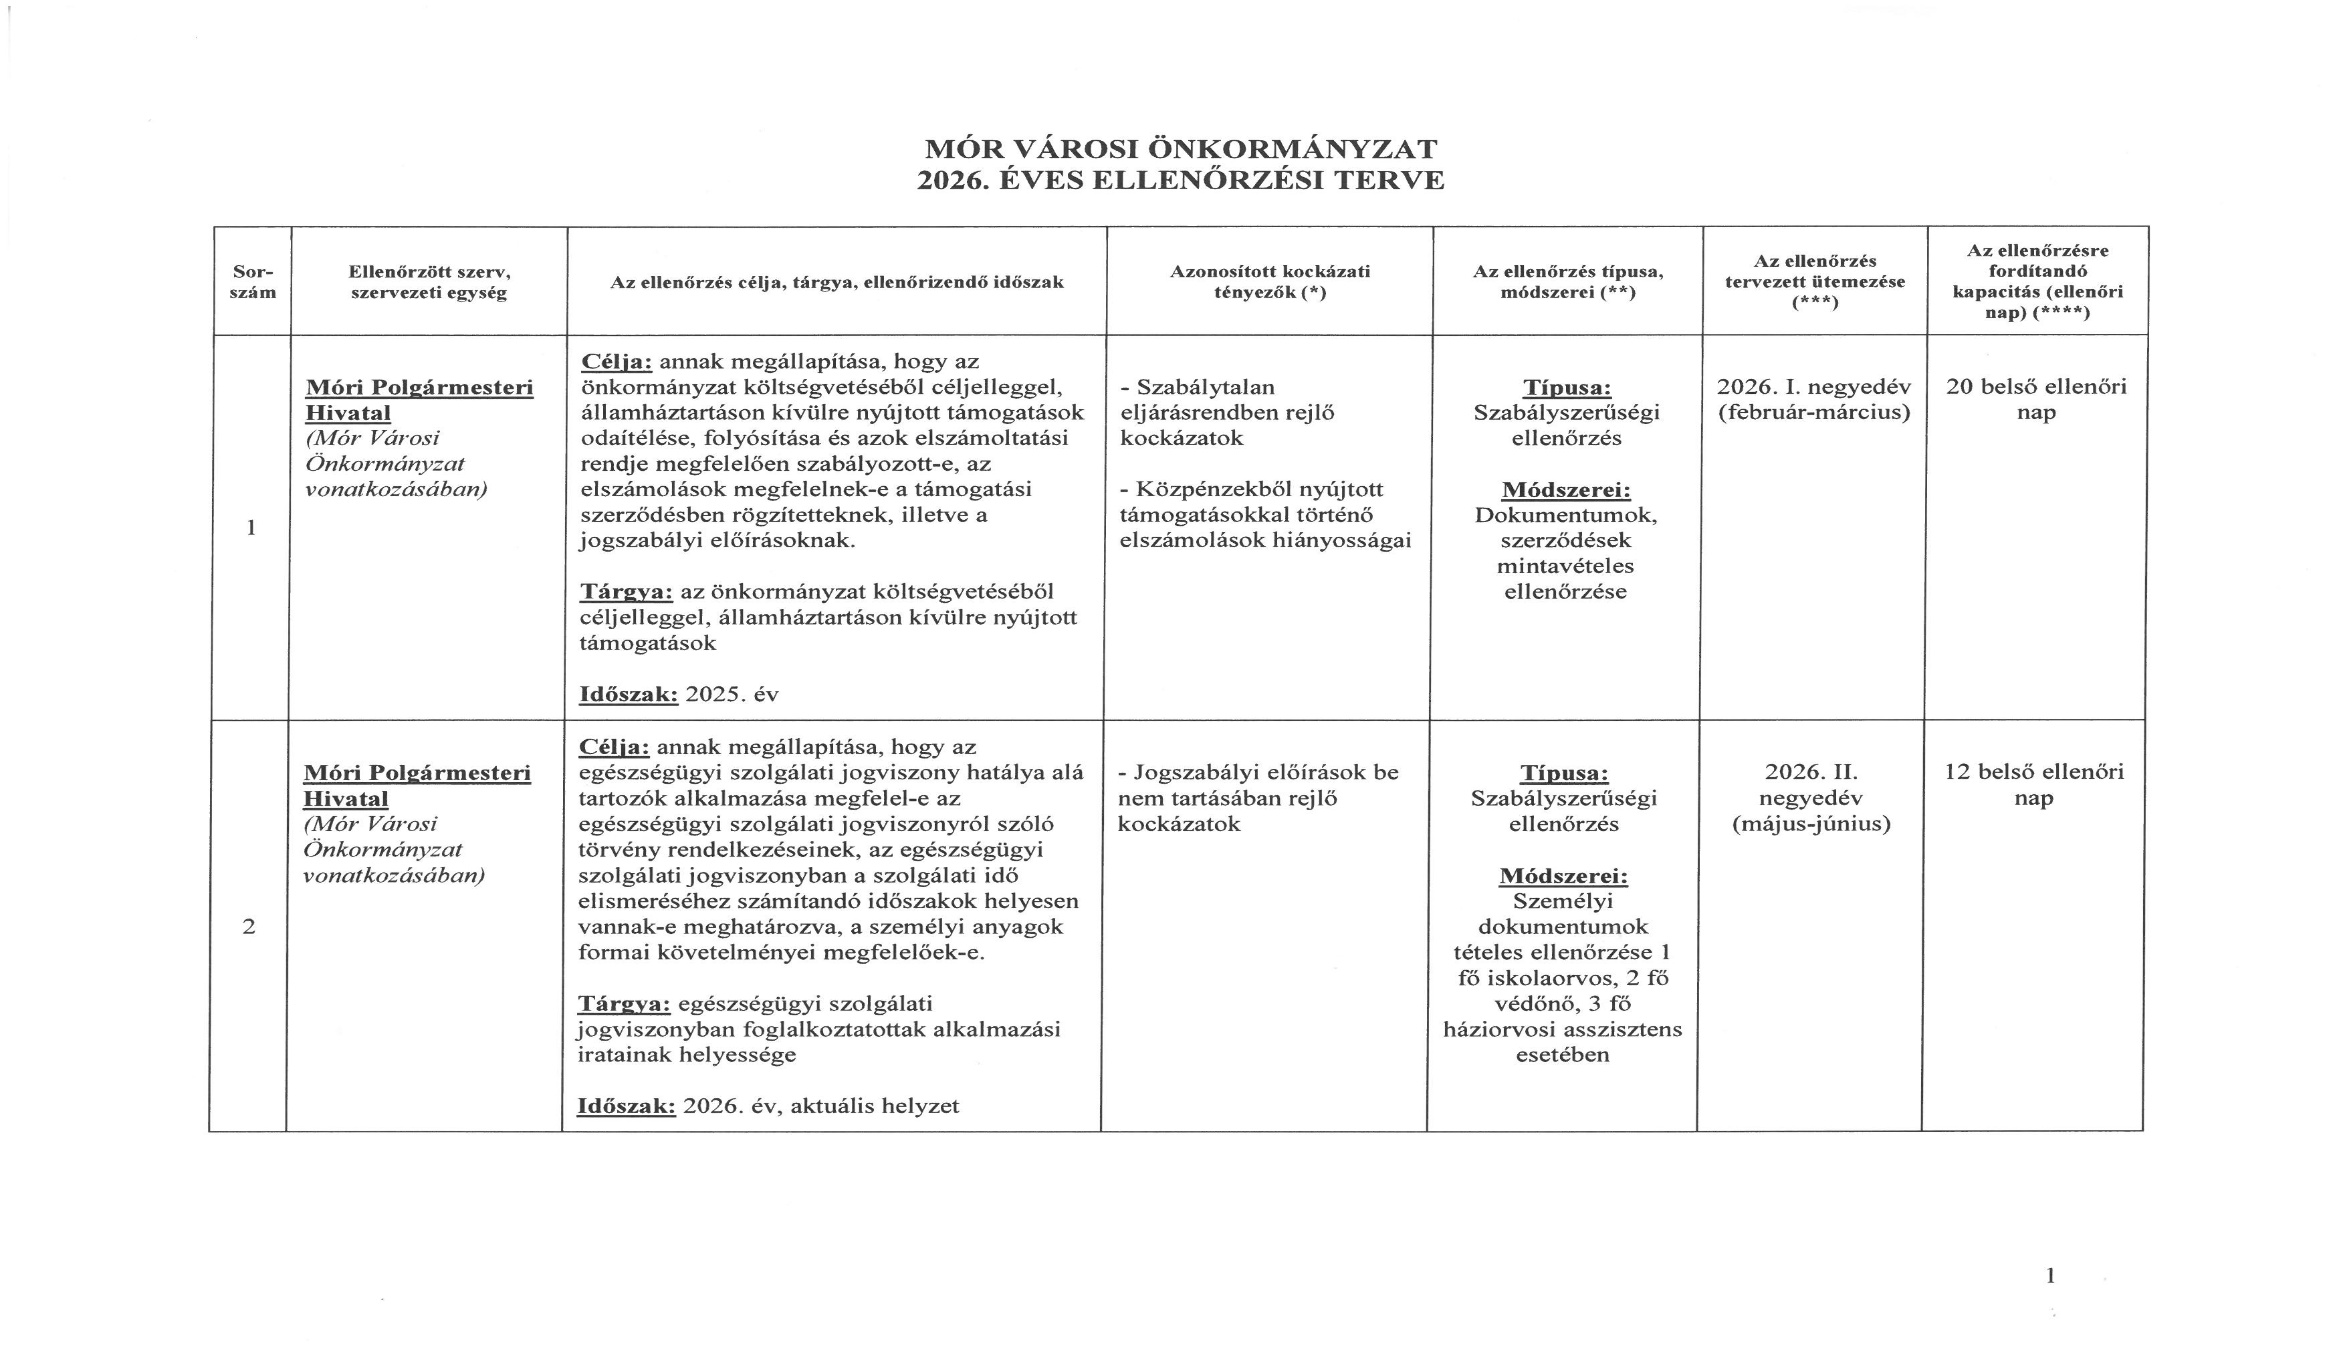 MÓR VÁROSI ÖNKORMÁNYZAT
2026. ÉVES ELLENŐRZÉSI TERVE
Sor-
szám
Ellenőrzött szerv,
szervezeti egység
Az ellenőrzés célja, tárgya, ellenőrizendő időszak
Azonosított kockázati
tényezők (*)
Az ellenőrzés típusa,
módszerei (**)
Az ellenőrzés
tervezett ütemezése
(***)
Az ellenőrzésre
fordítandó
kapacitás (ellenőri
nap) (****)
1
Móri Polgármesteri
Hivatal
(Mór Városi
Önkormányzat
vonatkozásában)
Célja: annak megállapítása, hogy az
önkormányzat költségvetéséből céljelleggel,
államháztartáson kívülre nyújtott támogatások
odaítélése, folyósítása és azok elszámoltatási
rendje megfelelően szabályozott-e, az
elszámolások megfelelnek-e a támogatási
szerződésben rögzítetteknek, illetve a
jogszabályi előírásoknak.
Tárgya: az önkormányzat költségvetéséből
céljelleggel, államháztartáson kívülre nyújtott
támogatások
Időszak: 2025. év
- Szabálytalan
eljárásrendben rejlő
kockázatok
- Közpénzekből nyújtott
támogatásokkal történő
elszámolások hiányosságai
Típusa:
Szabályszerűségi
ellenőrzés
Módszerei:
Dokumentumok,
szerződések
mintavételes
ellenőrzése
2026. I. negyedév
(február-március)
20 belső ellenőri
nap
2
Móri Polgármesteri
Hivatal
(Mór Városi
Önkormányzat
vonatkozásában)
Célja: annak megállapítása, hogy az
egészségügyi szolgálati jogviszony hatálya alá
tartozók alkalmazása megfelel-e az
egészségügyi szolgálati jogviszonyról szóló
törvény rendelkezéseinek, az egészségügyi
szolgálati jogviszonyban a szolgálati idő
elismeréséhez számítandó időszakok helyesen
vannak-e meghatározva, a személyi anyagok
formai követelményei megfelelőek-e.
Tárgya: egészségügyi szolgálati
jogviszonyban foglalkoztatottak alkalmazási
iratainak helyessége
Időszak: 2026. év, aktuális helyzet
- Jogszabályi előírások be
nem tartásában rejlő
kockázatok
Típusa:
Szabályszerűségi
ellenőrzés
Módszerei:
Személyi
dokumentumok
tételes ellenőrzése 1
fő iskolaorvos, 2 fő
védőnő, 3 fő
háziorvosi asszisztens
esetében
2026. II.
negyedév
(május-június)
12 belső ellenőri
nap
1